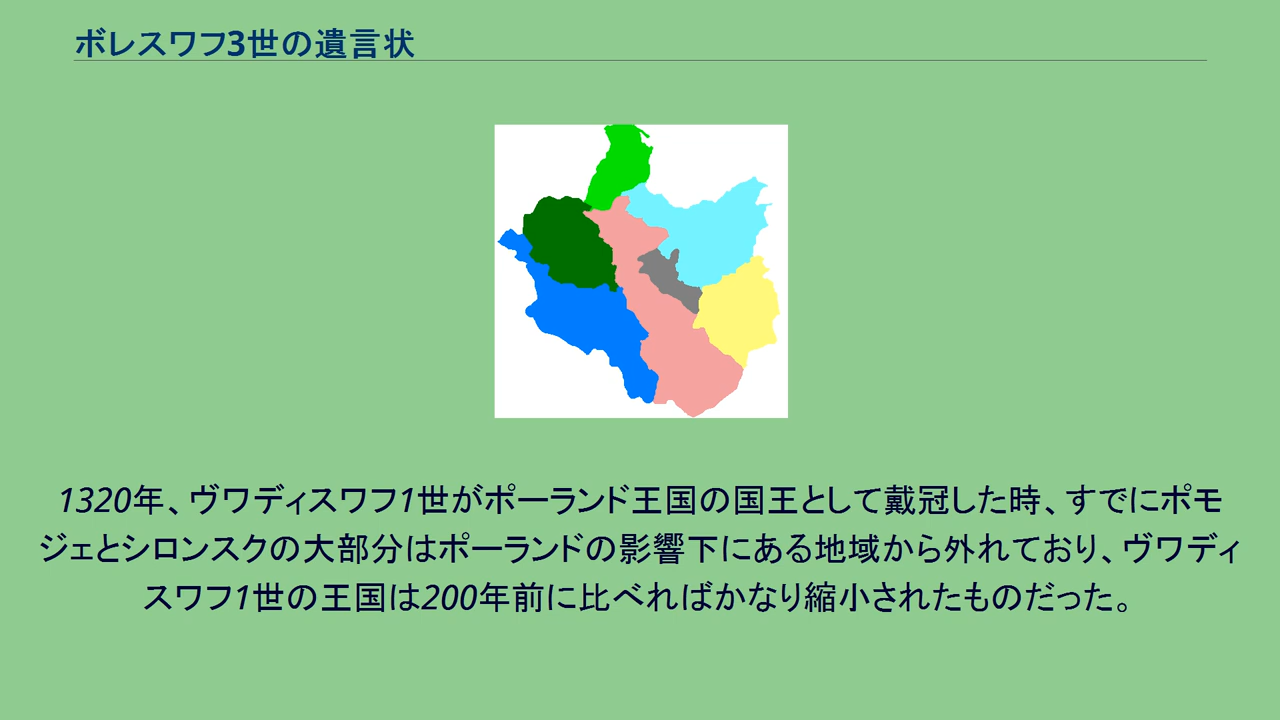 ボレスワフ3世の遺言状
1320年、ヴワディスワフ1世がポーランド王国の国王として戴冠した時、すでにポモ
ジェとシロンスクの大部分はポーランドの影響下にある地域から外れており、ヴワディ
スワフ1世の王国は200年前に比べればかなり縮小されたものだった。